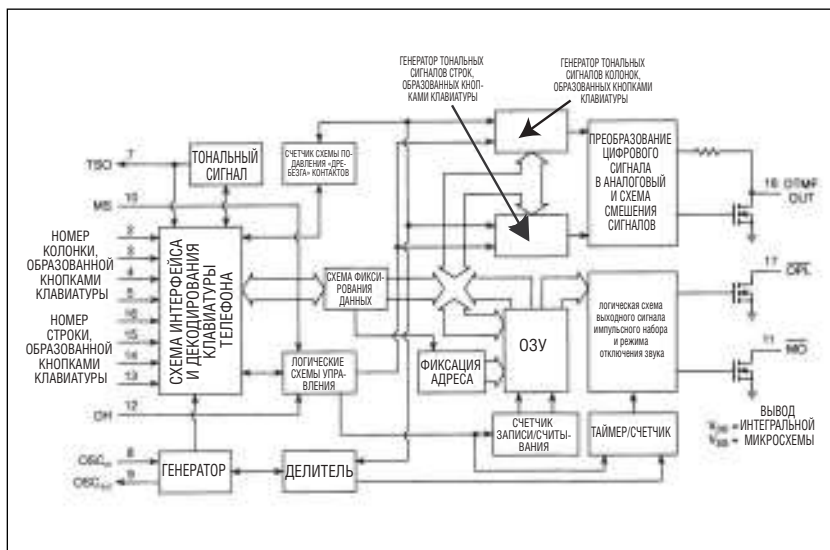 ГЕНЕРАТОР ТОНАЛЬНЫХ
СИГНАЛОВ СТРОК,
ОБРАЗОВАННЫХ КНОП-
КАМИ КЛАВИАТУРЫ
ГЕНЕРАТОР ТОНАЛЬНЫХ
СИГНАЛОВ КОЛОНОК,
ОБРАЗОВАННЫХ КНОПКАМИ
КЛАВИАТУРЫ
TSO 7
ТОНАЛЬНЫЙ
СИГНАЛ
СЧЕТЧИК СХЕМЫ ПО-
ДАВЛЕНИЯ «ДРЕ-
БЕЗГА» КОНТАКТОВ
ПРЕОБРАЗОВАНИЕ
ЦИФРОВОГО
СИГНАЛА
В АНАЛОГОВЫЙ
И СХЕМА
СМЕШЕНИЯ
СИГНАЛОВ
16 DTMF
OUT
MS 10
НОМЕР
КОЛОНКИ,
ОБРАЗОВАННОЙ
КНОПКАМИ
КЛАВИАТУРЫ
2
3
4
5
НОМЕР
СТРОКИ,
ОБРАЗОВАННОЙ
КНОПКАМИ
КЛАВИАТУРЫ
16
15
14
13
СХЕМА ИНТЕРФЕЙСА
И ДЕКОДИРОВАНИЯ
КЛАВИАТУРЫ
ТЕЛЕФОНА
СХЕМА ФИКСИ-
РОВАНИЯ
ДАННЫХ
ЛОГИЧЕСКИЕ
СХЕМЫ УПРА-
ВЛЕНИЯ
ФИКСАЦИЯ
АДРЕСА
ОЗУ
ЛОГИЧЕСКАЯ СХЕМА
ВЫХОДНОГО СИГНАЛА
ИМПУЛЬСНОГО НАБОРА
И РЕЖИМА
ОТКЛЮЧЕНИЯ ЗВУКА
17 OPL
11 MO
OH 12
СЧЕТЧИК
ЗАПИСИ/СЧИТЫ-
ВАНИЯ
ТАЙМЕР/СЧЕТЧИК
ВЫВОД
= ИНТЕГРАЛЬНОЙ
= МИКРОСХЕМЫ
OSC 8
OSC 9
ГЕНЕРАТОР
ДЕЛИТЕЛЬ